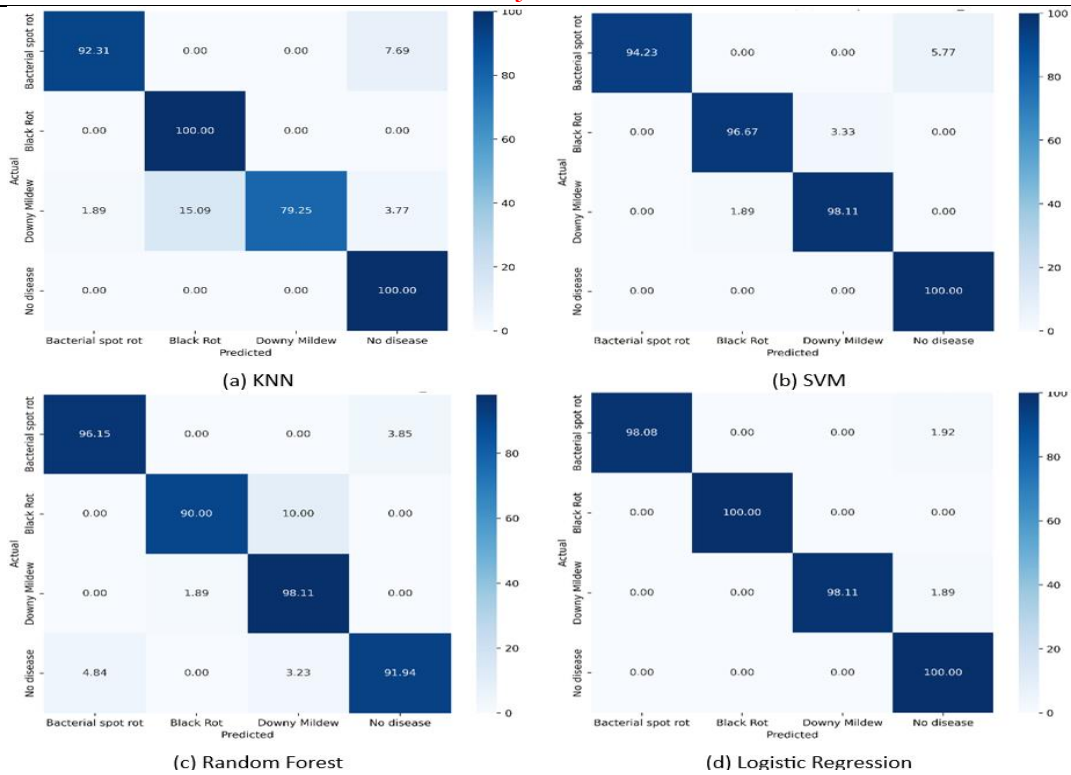 100
Bacterial spot rot 92.31 0.00 0.00 7.69
80
Black Rot 0.00 100.00 0.00 0.00
60
Actual
Downy Mildew 1.89 15.09 79.25 3.77
40
20
No disease 0.00 0.00 0.00 100.00
0
Bacterial spot rot Black Rot Downy Mildew No disease
Predicted
(a) KNN
100
Bacterial spot rot 94.23 0.00 0.00 5.77
80
Black Rot 0.00 96.67 3.33 0.00
60
Actual
Downy Mildew 0.00 1.89 98.11 0.00
40
20
No disease 0.00 0.00 0.00 100.00
0
Bacterial spot rot Black Rot Downy Mildew No disease
Predicted
(b) SVM
Bacterial spot rot 96.15 0.00 0.00 3.85
80
Black Rot 0.00 90.00 10.00 0.00
60
Actual
Downy Mildew 0.00 1.89 98.11 0.00
40
20
No disease 4.84 0.00 3.23 91.94
0
Bacterial spot rot Black Rot Downy Mildew No disease
Predicted
(c) Random Forest
100
Bacterial spot rot 98.08 0.00 0.00 1.92
80
Black Rot 0.00 100.00 0.00 0.00
60
Actual
Downy Mildew 0.00 0.00 98.11 1.89
40
20
No disease 0.00 0.00 0.00 100.00
0
Bacterial spot rot Black Rot Downy Mildew No disease
Predicted
(d) Logistic Regression